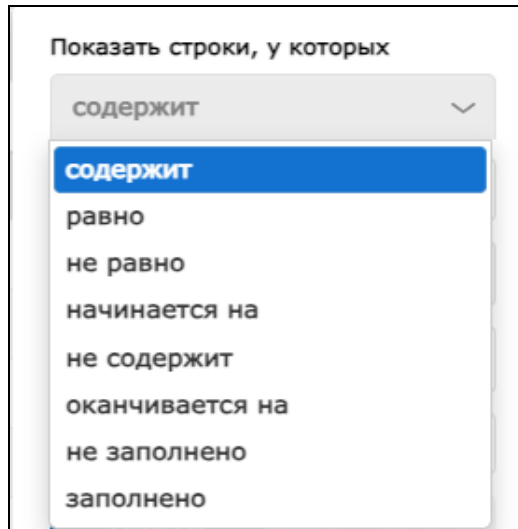 Показать строки, у которых
содержит
содержит
равно
не равно
начинается на
не содержит
оканчивается на
не заполнено
заполнено